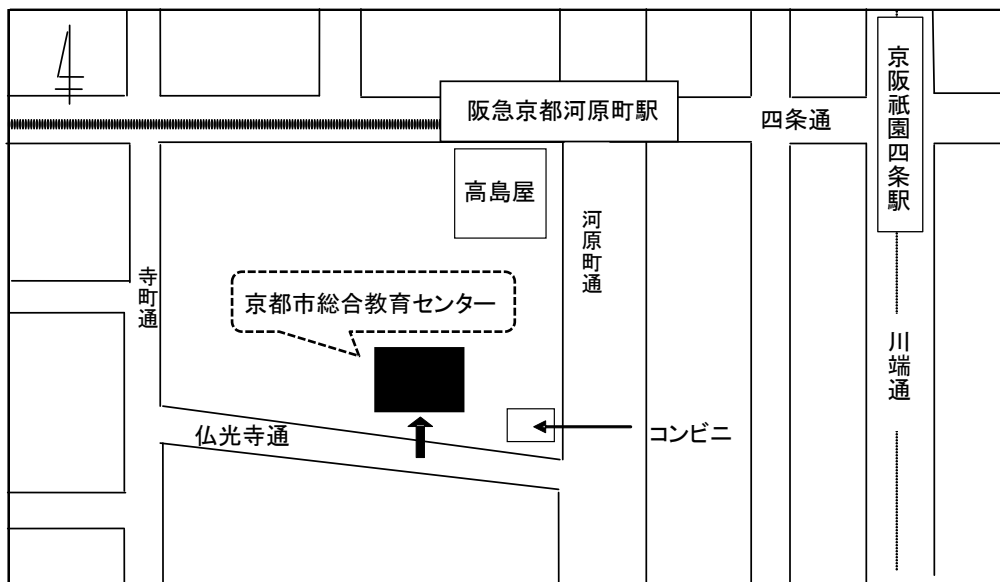 阪急京都河原町駅
四条通
京阪祇園四条駅
高島屋
河原町通
寺町通
京都市総合教育センター
川端通
仏光寺通
コンビニ